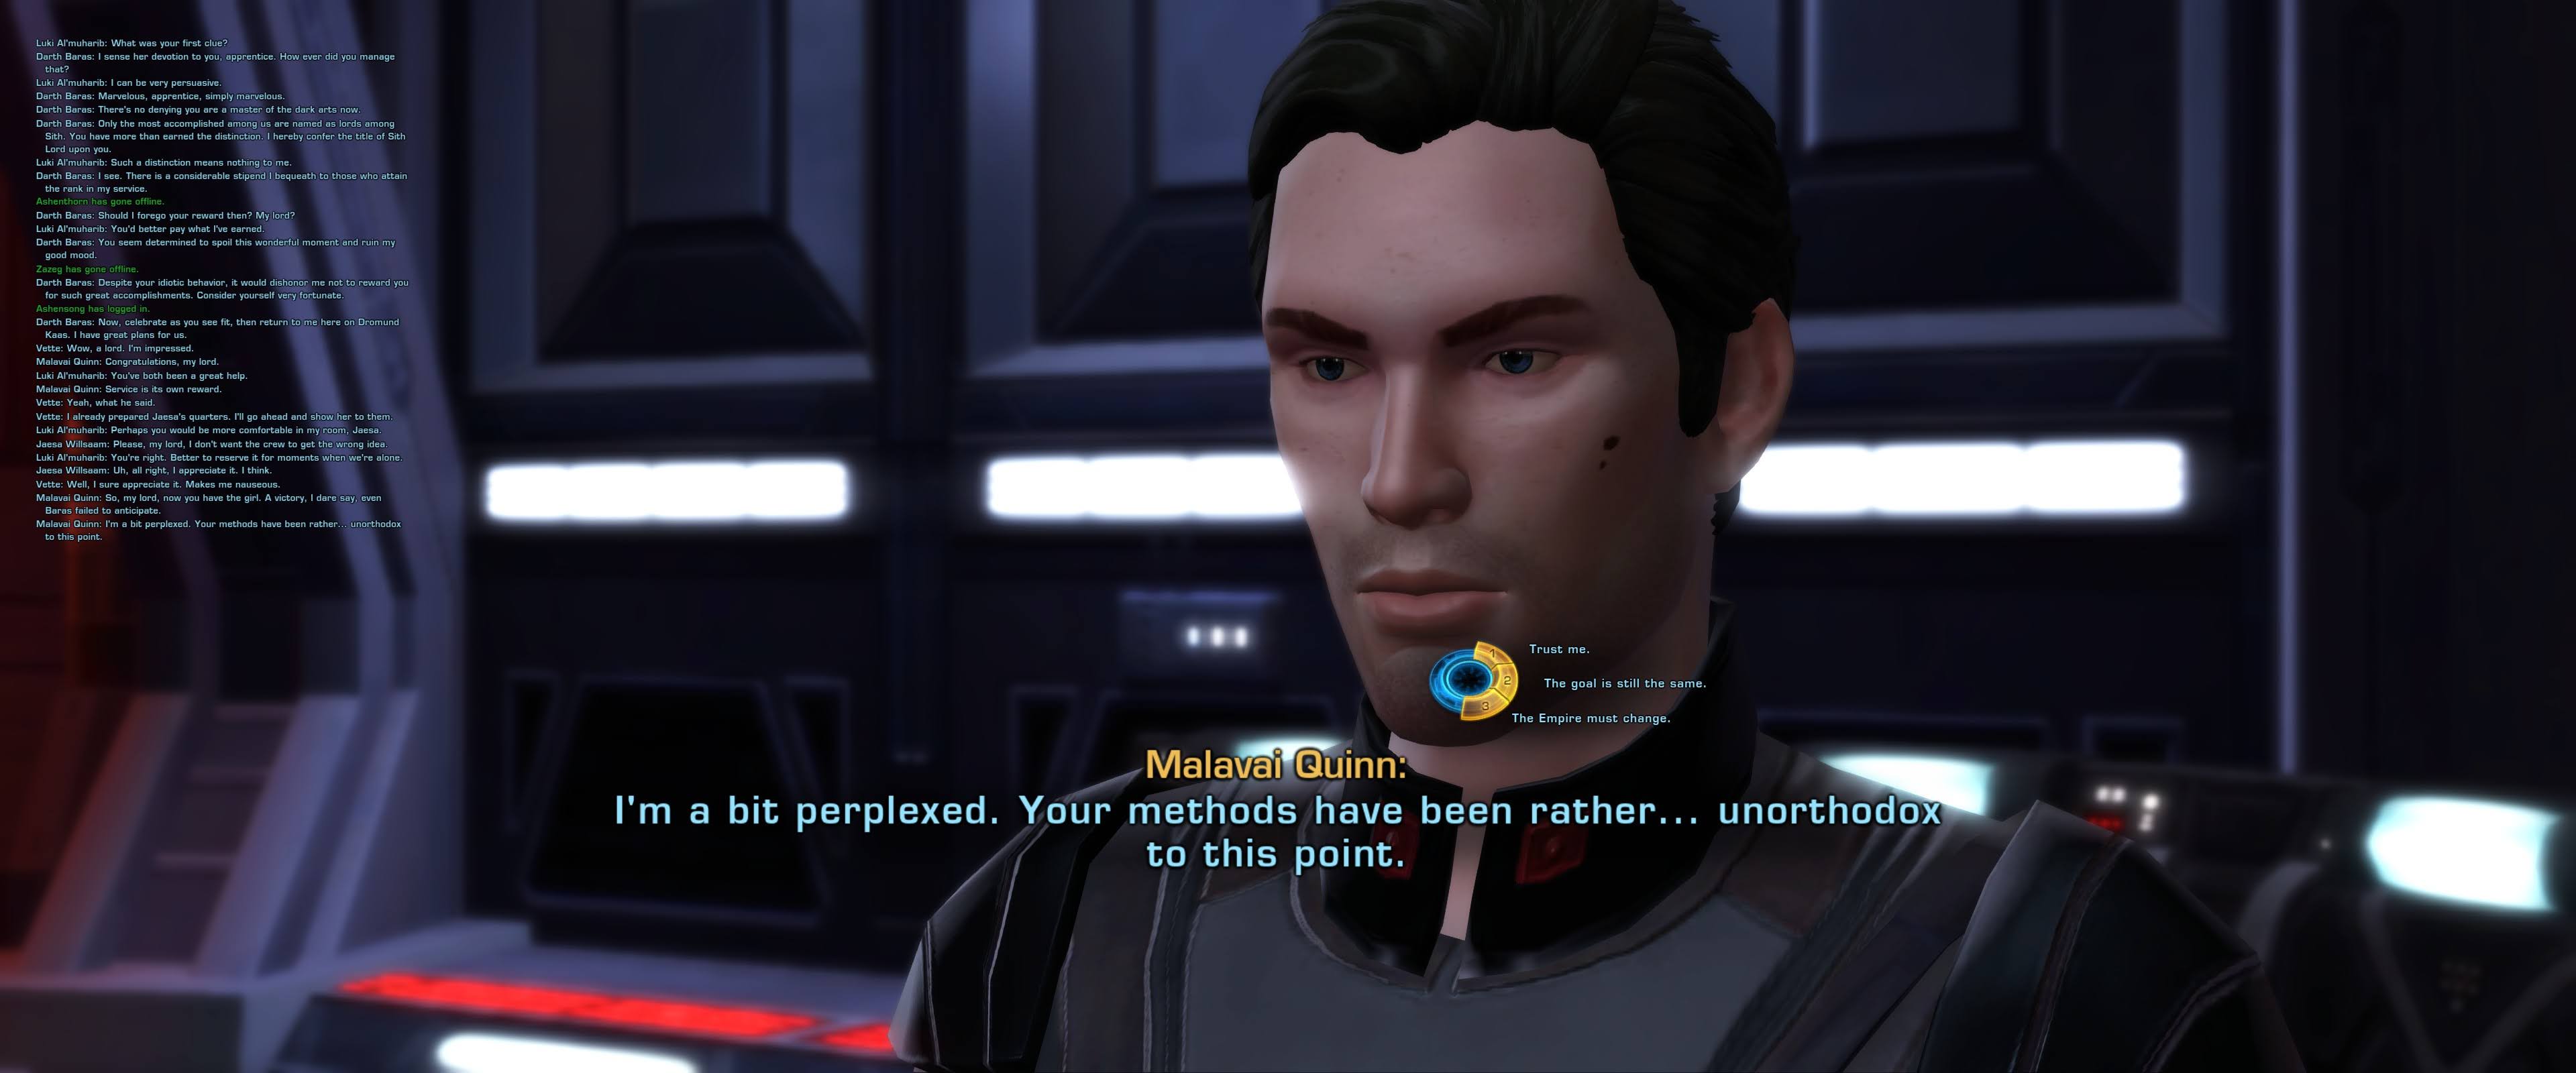 Luki Al'muharib: What was your first clue?
Darth Baras: I sense her devotion to you, apprentice. How ever did you manage
that?
Luki Al'muharib: I can be very persuasive.
Darth Baras: Marvelous, apprentice, simply marvelous.
Darth Baras: There's no denying you are a master of the dark arts now.
Darth Baras: Only the most accomplished among us are named as lords among
Sith. You have more than earned the distinction. I hereby confer the title of Sith
Lord upon you.
Luki Al'muharib: Such a distinction means nothing to me.
Darth Baras: I see. There is a considerable stipend I bequeath to those who attain
the rank in my service.
Ashenthorn has gone offline.
Darth Baras: Should I forego your reward then? My lord?
Luki Al'muharib: You'd better pay what I've earned.
Darth Baras: You seem determined to spoil this wonderful moment and ruin my
good mood.
Zazeg has gone offline.
Darth Baras: Despite your idiotic behavior, it would dishonor me not to reward you
for such great accomplishments. Consider yourself very fortunate.
Ashensong has logged in.
Darth Baras: Now, celebrate as you see fit, then return to me here on Dromund
Kaas. I have great plans for us.
Vette: Wow, a lord. I'm impressed.
Malavai Quinn: Congratulations, my lord.
Luki Al'muharib: You've both been a great help.
Malavai Quinn: Service is its own reward.
Vette: Yeah, what he said.
Vette: I already prepared Jaesa's quarters. I'll go ahead and show her to them.
Luki Al'muharib: Perhaps you would be more comfortable in my room, Jaesa.
Jaesa Willsaam: Please, my lord, I don't want the crew to get the wrong idea.
Luki Al'muharib: You're right. Better to reserve it for moments when we're alone.
Jaesa Willsaam: Uh, all right, I appreciate it. I think.
Vette: Well, I sure appreciate it. Makes me nauseous.
Malavai Quinn: So, my lord, now you have the girl. A victory, I dare say, even
Baras failed to anticipate.
Malavai Quinn: I'm a bit perplexed. Your methods have been rather... unorthodox
to this point.
1 Trust me.
2 The goal is still the same.
3 The Empire must change.
Malavai Quinn:
I'm a bit perplexed. Your methods have been rather... unorthodox
to this point.